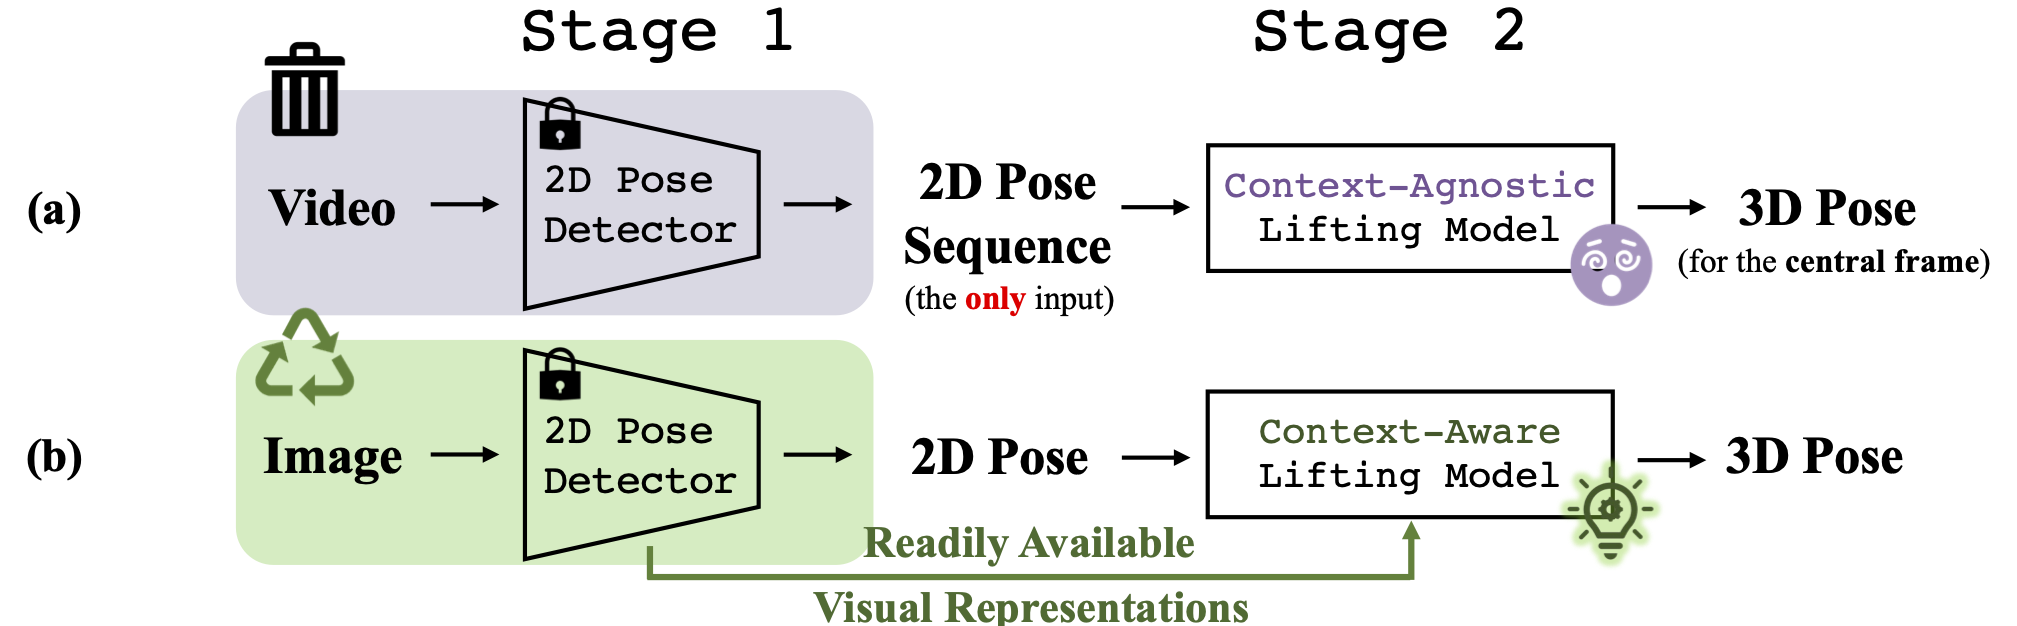 Stage 1
Stage 2
(a)
Video
2D Pose
Detector
2D Pose
Sequence
(the only input)
Context-Agnostic
Lifting Model
3D Pose
(for the central frame)
(b)
Image
2D Pose
Detector
2D Pose
Context-Aware
Lifting Model
3D Pose
Readily Available
Visual Representations